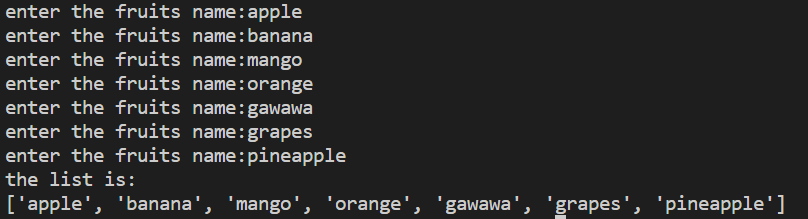 enter the fruits name:apple
enter the fruits name:banana
enter the fruits name:mango
enter the fruits name:orange
enter the fruits name:gawawa
enter the fruits name:grapes
enter the fruits name:pineapple
the list is:
['apple', 'banana', 'mango', 'orange', 'gawawa', 'grapes', 'pineapple']